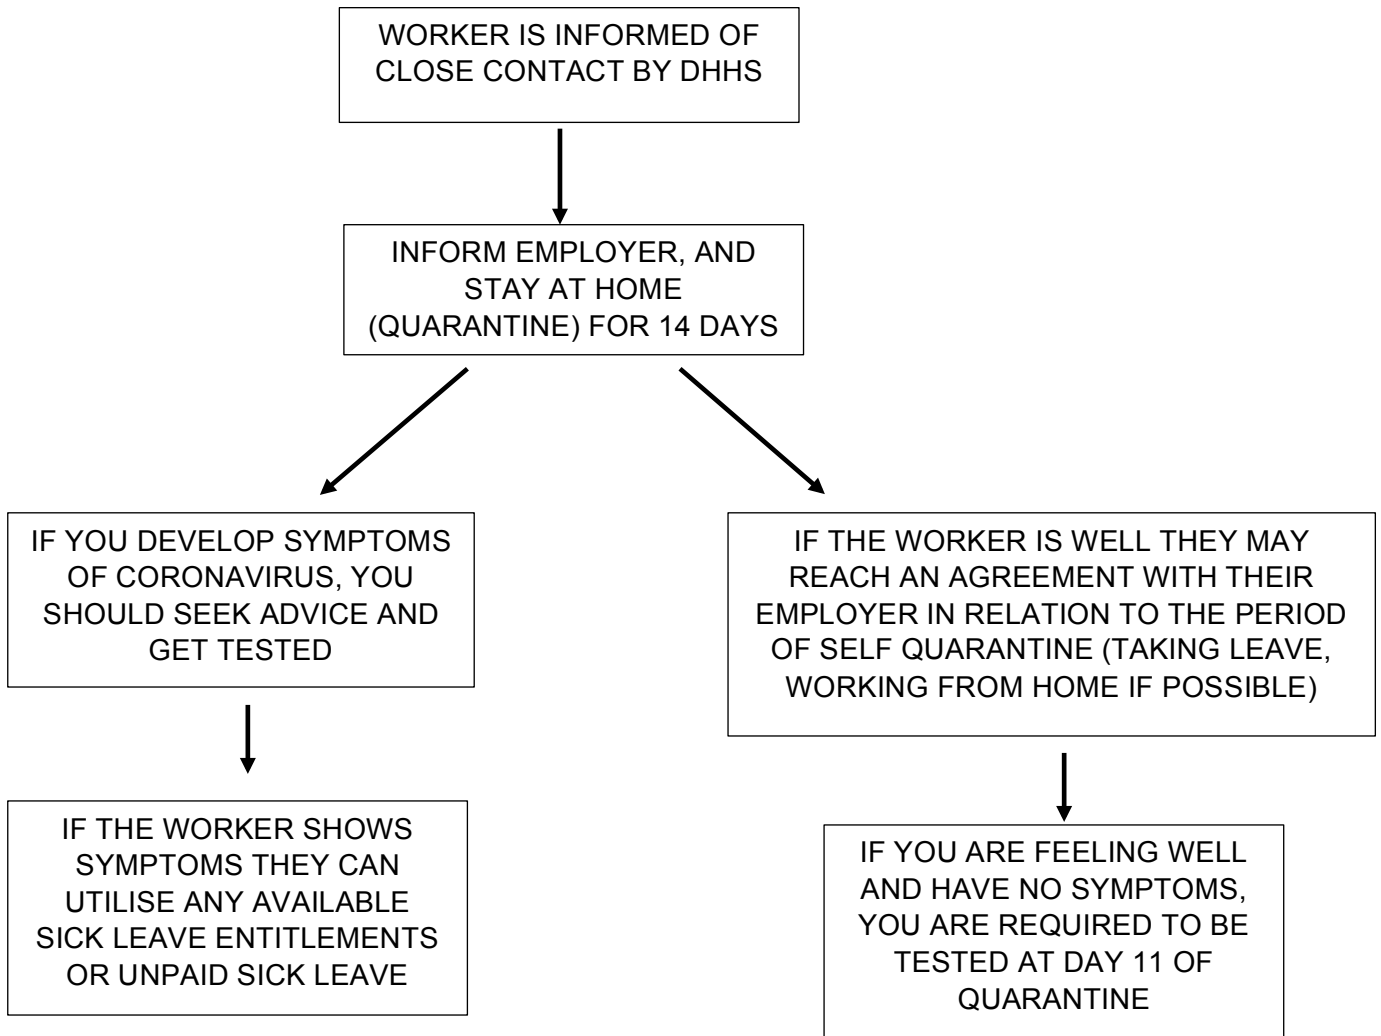 WORKER IS INFORMED OF
CLOSE CONTACT BY DHHS
INFORM EMPLOYER, AND
STAY AT HOME
(QUARANTINE) FOR 14 DAYS
IF YOU DEVELOP SYMPTOMS
OF CORONAVIRUS, YOU
SHOULD SEEK ADVICE AND
GET TESTED
IF THE WORKER IS WELL THEY MAY
REACH AN AGREEMENT WITH THEIR
EMPLOYER IN RELATION TO THE PERIOD
OF SELF QUARANTINE (TAKING LEAVE,
WORKING FROM HOME IF POSSIBLE)
IF THE WORKER SHOWS
SYMPTOMS THEY CAN
UTILISE ANY AVAILABLE
SICK LEAVE ENTITLEMENTS
OR UNPAID SICK LEAVE
IF YOU ARE FEELING WELL
AND HAVE NO SYMPTOMS,
YOU ARE REQUIRED TO BE
TESTED AT DAY 11 OF
QUARANTINE